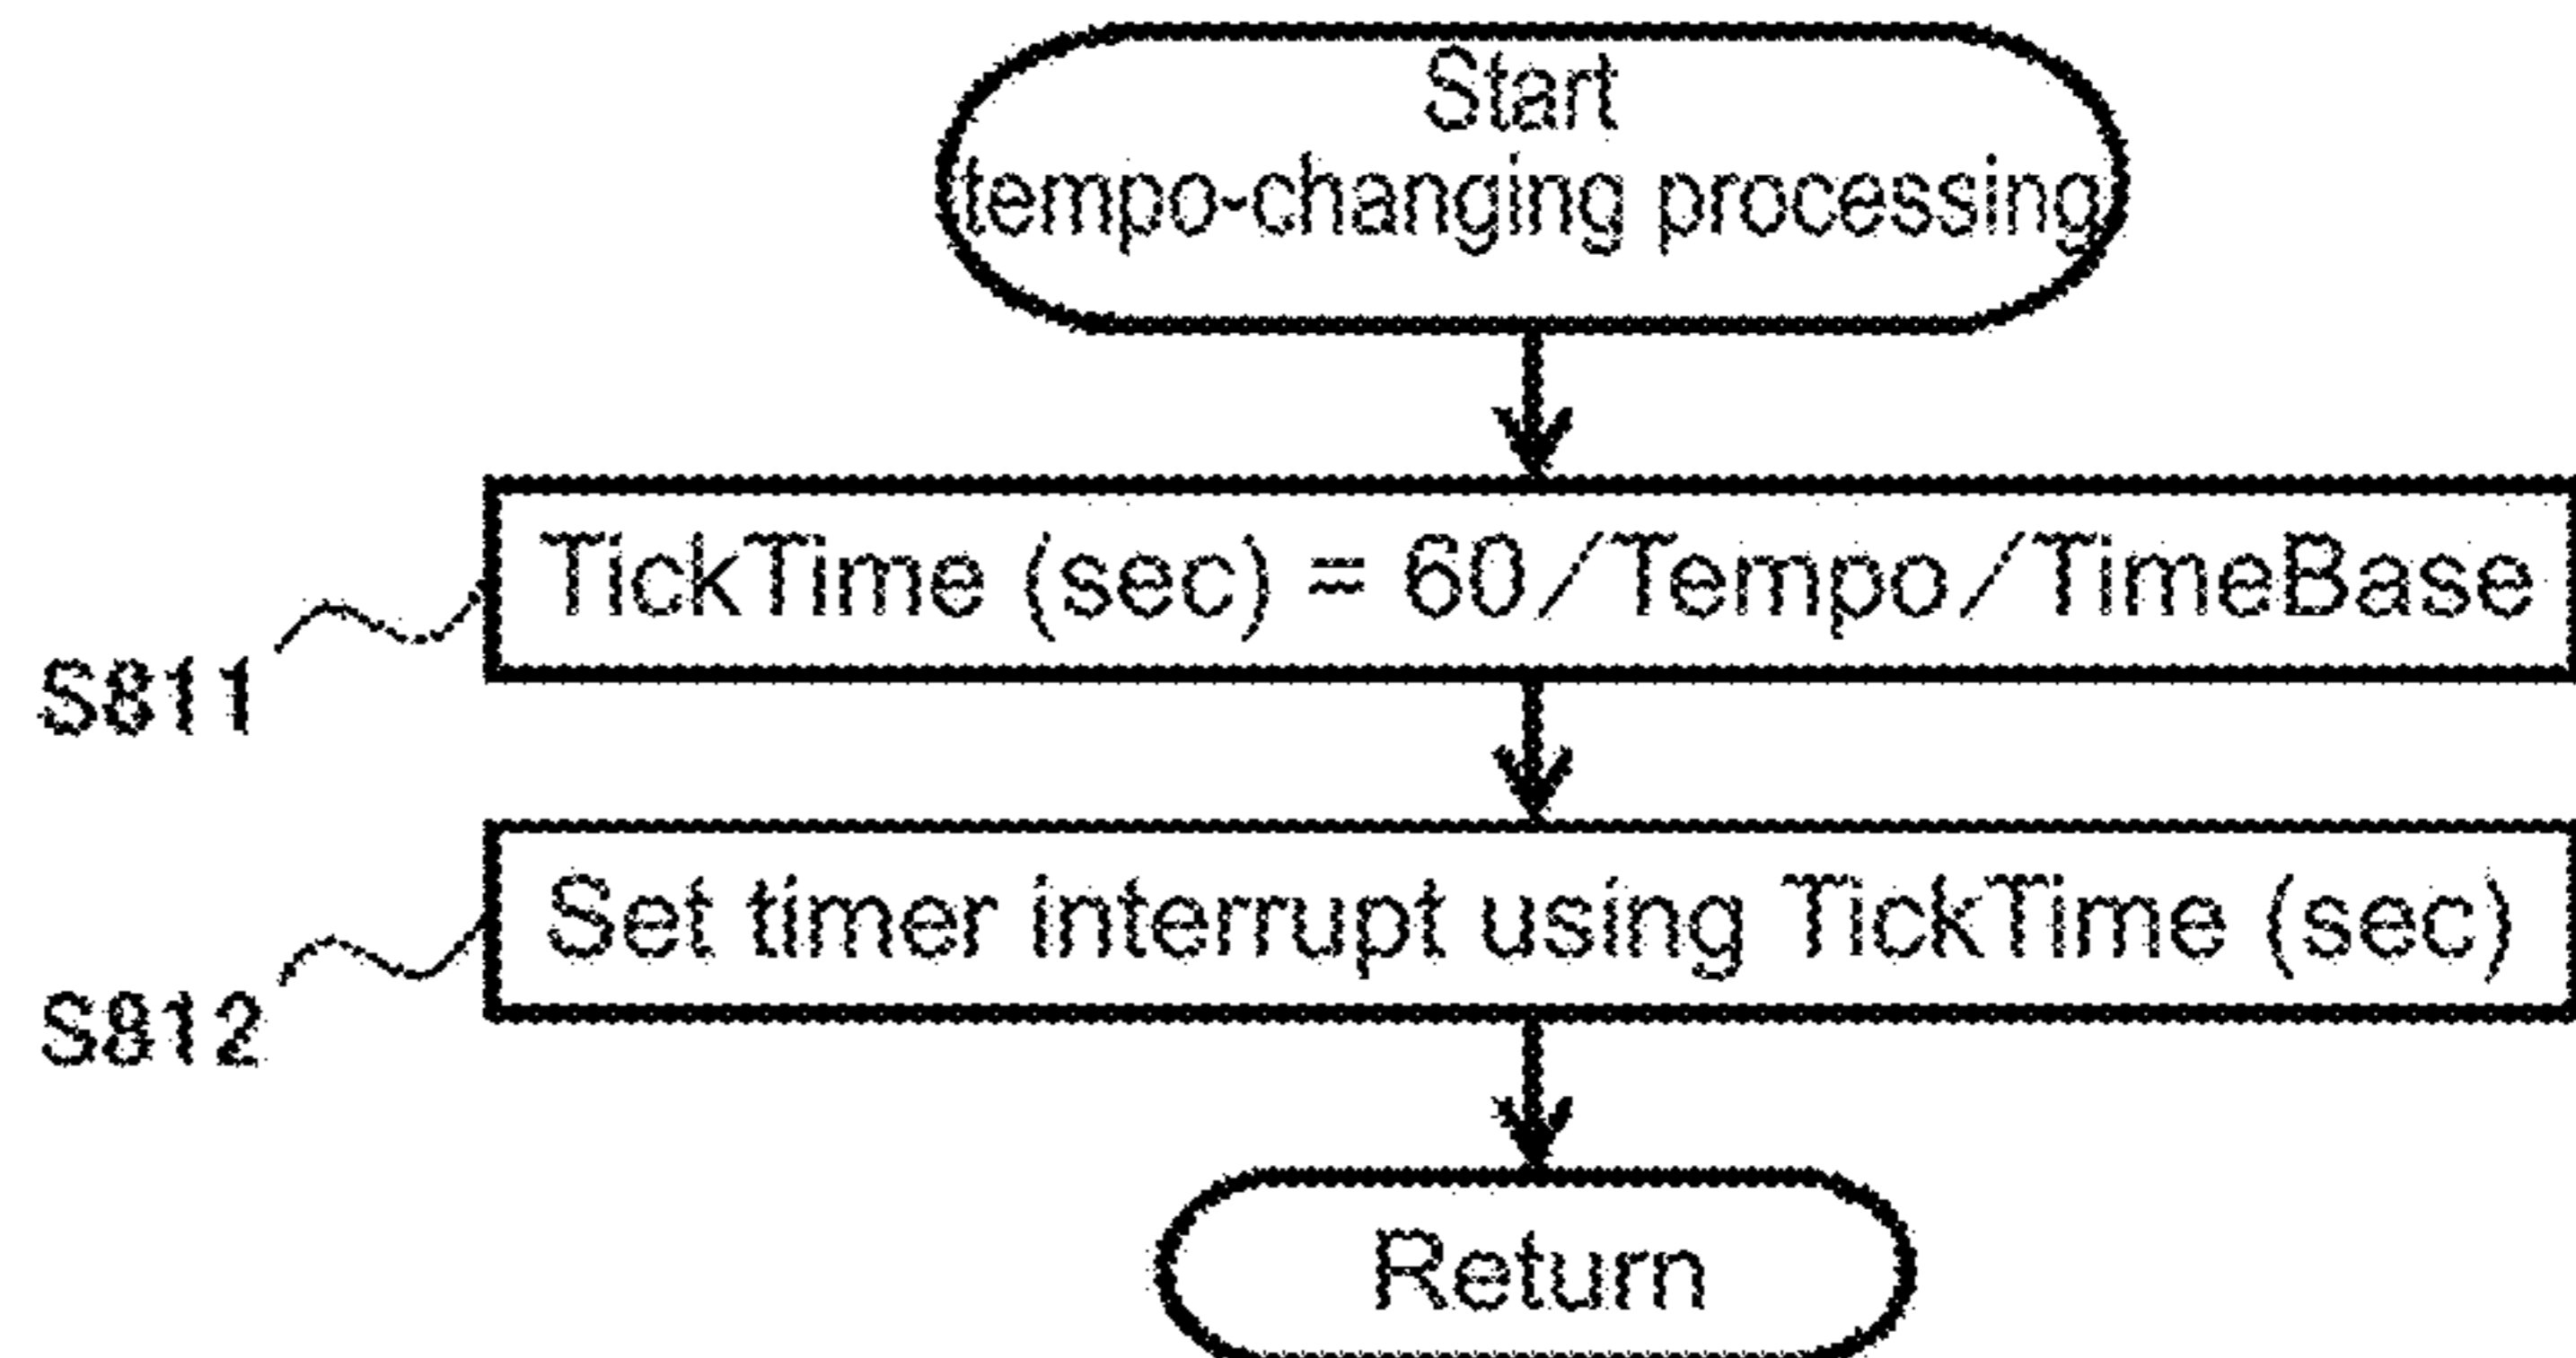 Start
tempo-changing processing
TickTime (sec) = 60/Tempo/TimeBase
S811
Set timer interrupt using TickTime (sec)
S812
Return